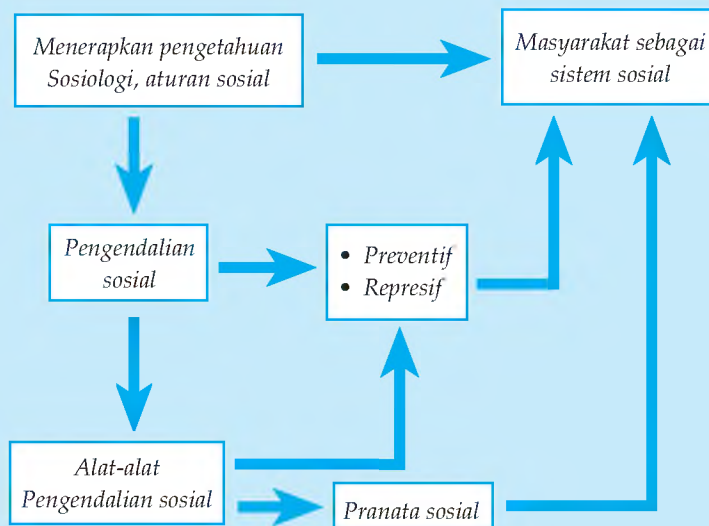 Menerapkan pengetahuan
Sosiologi, aturan sosial
Masyarakat sebagai
sistem sosial
Pengendalian
sosial
• Preventif
• Represif
Alat-alat
Pengendalian sosial
Pranata sosial